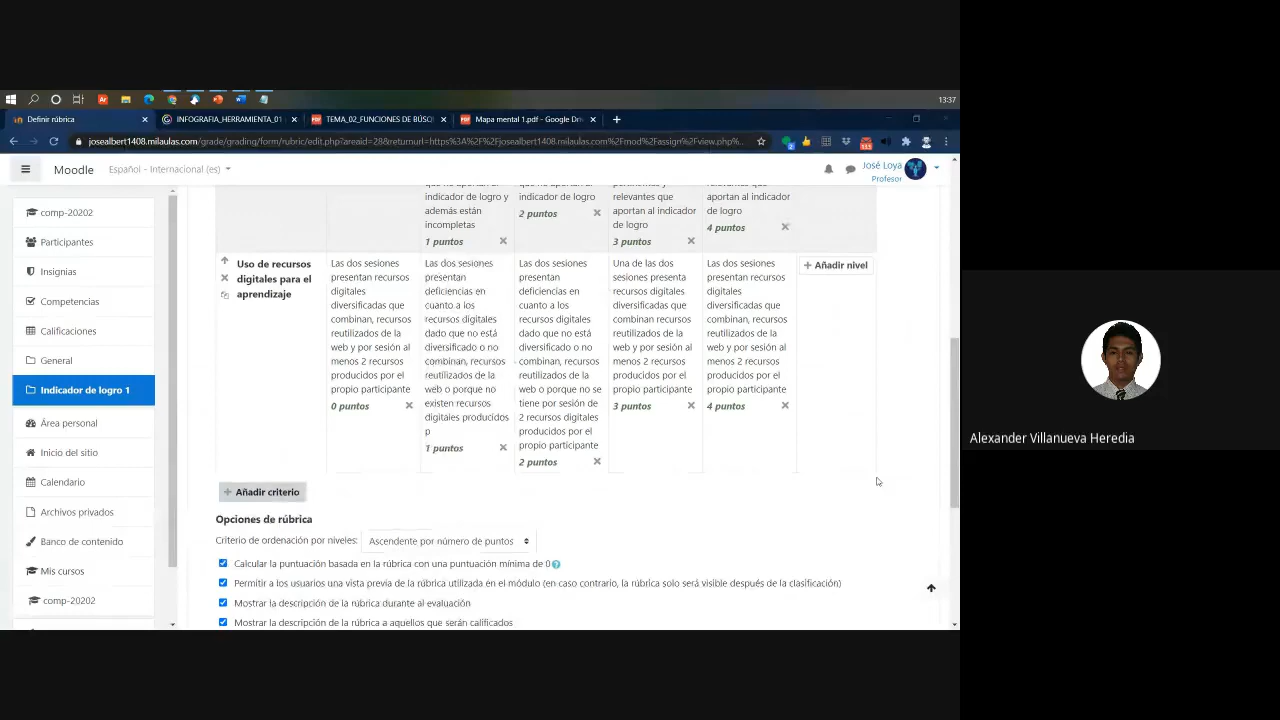 13:37
Definir rúbrica
INFOGRAFIA_HERRAMIENTA_01
TEMA_02_FUNCIONES DE BÚSC
Mapa mental 1.pdf - Google Dri
josealbert1408.milaulas.com/grade/grading/form/rubric/edit.php?areaid=28&returnurl=https%3A%2F%2Fjosealbert1408.milaulas.com%2Fmod%2Fassign%2Fview.php%...
Moodle
Español - Internacional (es)
José Loya
Profesor
comp-20202
Participantes
Insignias
Competencias
Calificaciones
General
Indicador de logro 1
Área personal
Inicio del sitio
Calendario
Archivos privados
Banco de contenido
Mis cursos
comp-20202
que no aportan al
indicador de logro y
además están
incompletas
1 puntos
indicador de logro
2 puntos
relevantes que
aportan al indicador
de logro
3 puntos
relevantes que
aportan al indicador
de logro
4 puntos
Uso de recursos
digitales para el
aprendizaje
Las dos sesiones
presentan recursos
digitales
diversificadas que
combinan, recursos
reutilizados de la
web y por sesión al
menos 2 recursos
producidos por el
propio participante
0 puntos
Las dos sesiones
presentan
deficiencias en
cuanto a los
recursos digitales
dado que no está
diversificado o no
combinan, recursos
reutilizados de la
web o porque no
existen recursos
digitales producidos
p
1 puntos
Las dos sesiones
presentan
deficiencias en
cuanto a los
recursos digitales
dado que no está
diversificado o no
combinan, recursos
reutilizados de la
web o porque no se
tiene por sesión de
2 recursos digitales
producidos por el
propio participante
2 puntos
Una de las dos
sesiones presenta
recursos digitales
diversificadas que
combinan recursos
reutilizados de la
web y por sesión al
menos 2 recursos
producidos por el
propio participante
3 puntos
Las dos sesiones
presentan recursos
digitales
diversificadas que
combinan, recursos
reutilizados de la
web y por sesión al
menos 2 recursos
producidos por el
propio participante
4 puntos
Añadir nivel
Añadir criterio
Opciones de rúbrica
Criterio de ordenación por niveles: Ascendente por número de puntos
Calcular la puntuación basada en la rúbrica con una puntuación mínima de 0
Permitir a los usuarios una vista previa de la rúbrica utilizada en el módulo (en caso contrario, la rúbrica solo será visible después de la clasificación)
Mostrar la descripción de la rúbrica durante al evaluación
Mostrar la descripción de la rúbrica a aquellos que serán calificados
Alexander Villanueva Heredia